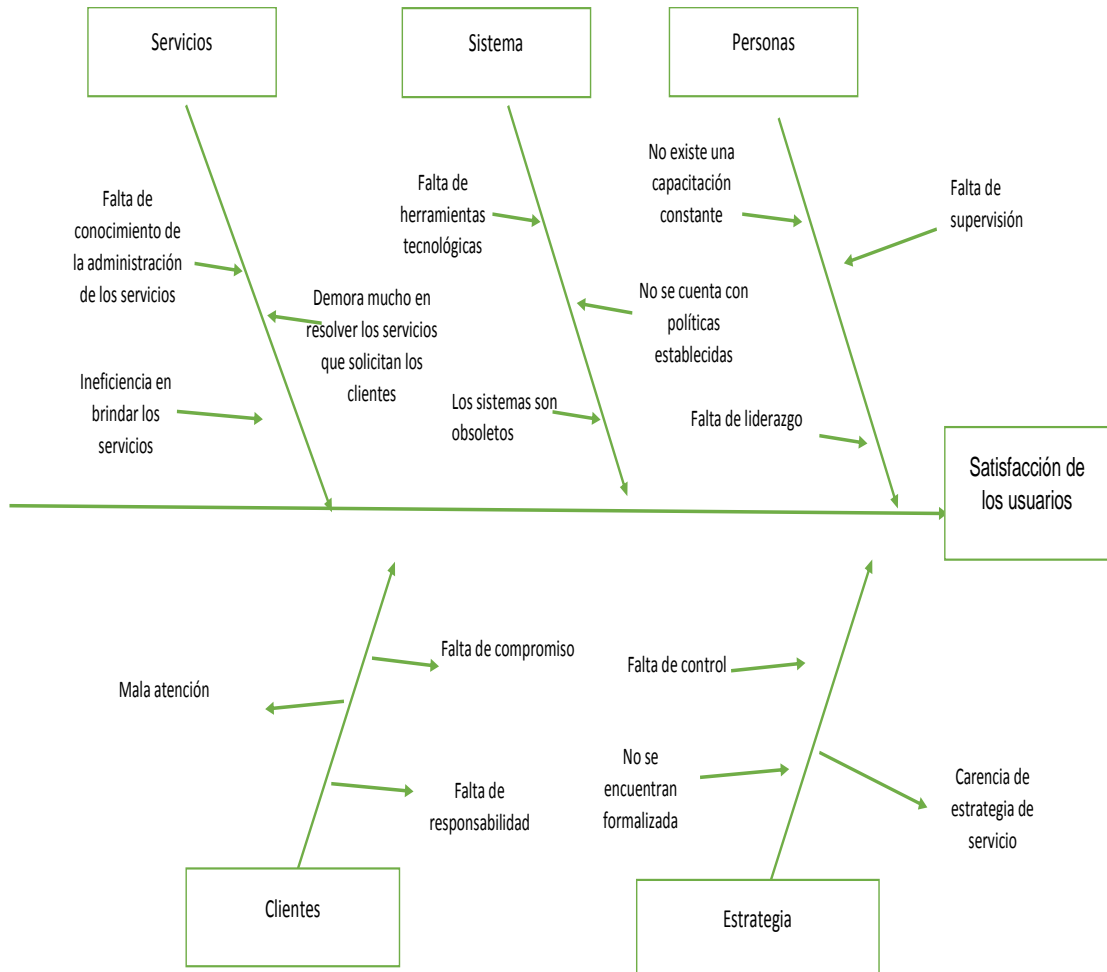 Servicios
Sistema
Personas
Falta de
conocimiento de
la administración
de los servicios
Demora mucho en
resolver los servicios
que solicitan los
clientes
Ineficiencia en
brindar los
servicios
Falta de
herramientas
tecnológicas
No se cuenta con
políticas
establecidas
Los sistemas son
obsoletos
No existe una
capacitación
constante
Falta de
supervisión
Falta de liderazgo
Satisfacción de
los usuarios
Falta de compromiso
Mala atención
Falta de
responsabilidad
Falta de control
No se
encuentran
formalizada
Carencia de
estrategia de
servicio
Clientes
Estrategia